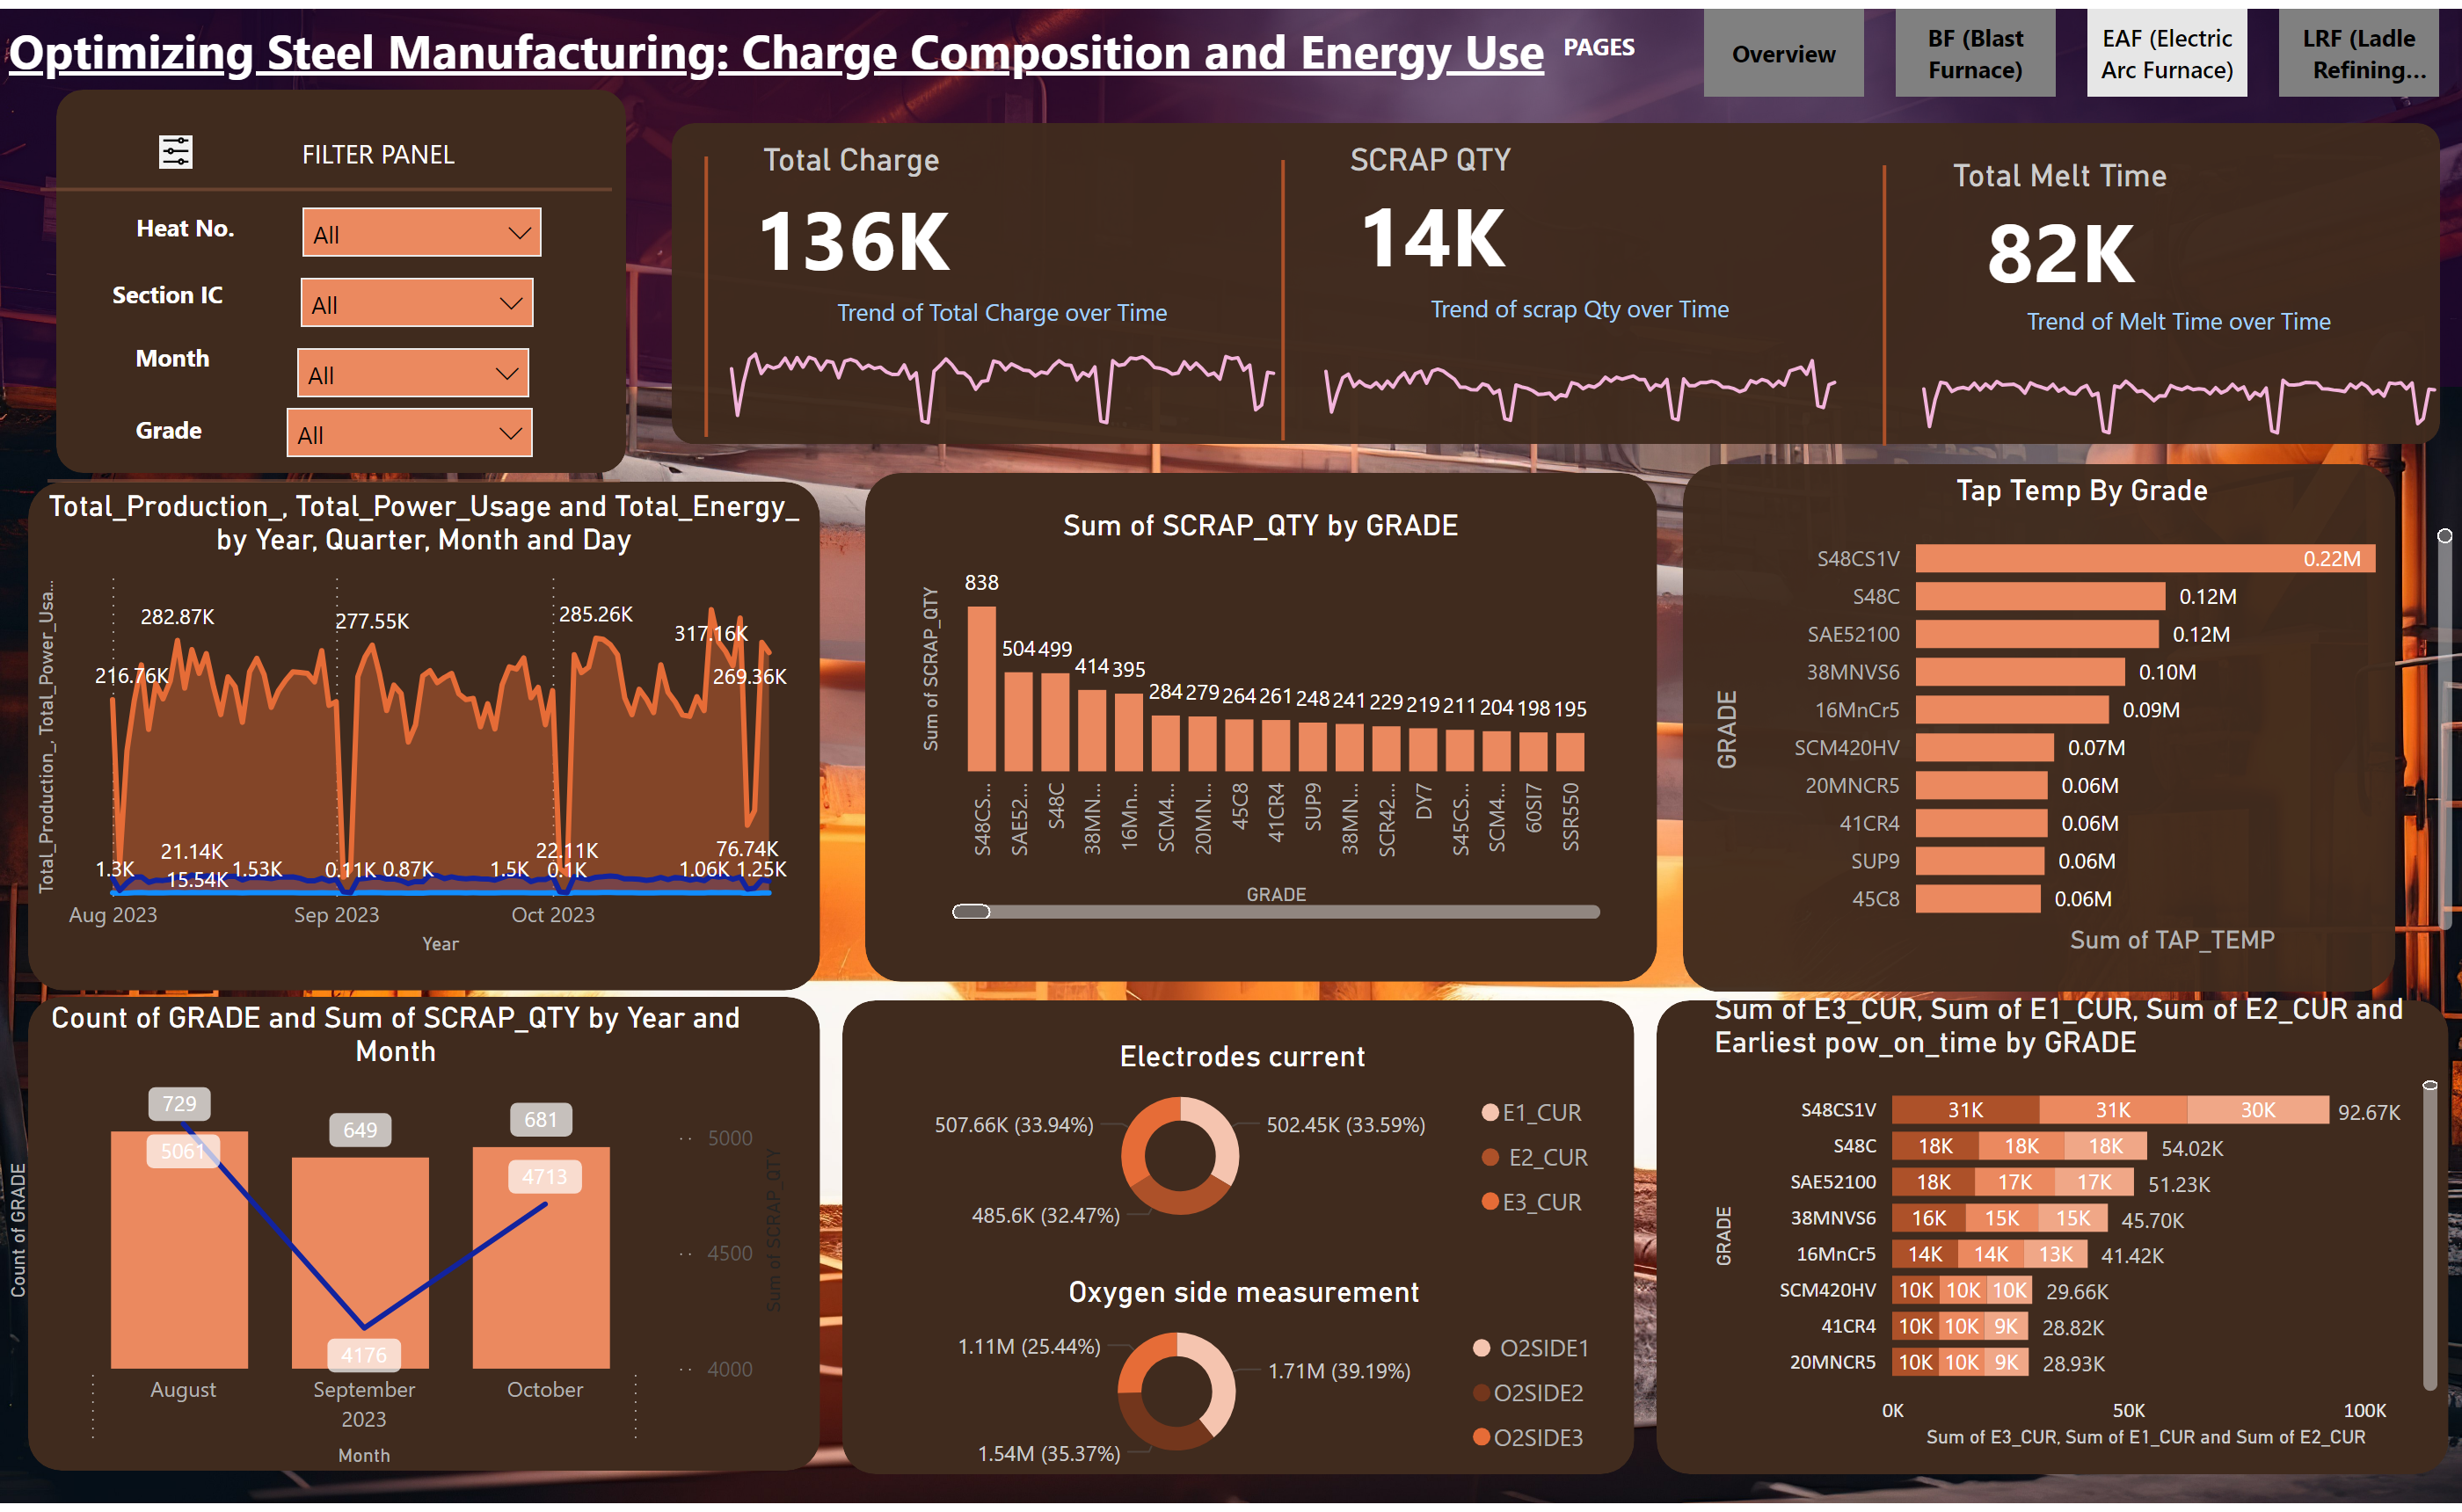 Optimizing Steel Manufacturing: Charge Composition and Energy Use
PAGES
Overview
BF (Blast
Furnace)
EAF (Electric
Arc Furnace)
LRF (Ladle
Refining...
FILTER PANEL
Heat No.
All
Section IC
All
Month
All
Grade
All
Total Charge
136K
Trend of Total Charge over Time
SCRAP QTY
14K
Trend of scrap Qty over Time
Total Melt Time
82K
Trend of Melt Time over Time
Total_Production_, Total_Power_Usage and Total_Energy_
by Year, Quarter, Month and Day
Total_Production_, Total_Power_Usa...
282.87K
277.55K
285.26K
317.16K
216.76K
269.36K
21.14K
22.11K
76.74K
1.3K
15.54K
1.53K
0.11K
0.87K
1.5K
0.1K
1.06K
1.25K
Aug 2023
Sep 2023
Oct 2023
Year
Sum of SCRAP_QTY by GRADE
Sum of SCRAP_QTY
838
504
499
414
395
284
279
264
261
248
241
229
219
211
204
198
195
S48CS...
SAE52...
S48C
38MN...
16Mn...
SCM4...
20MN...
45C8
41CR4
SUP9
38MN...
SCR42...
DY7
S45CS...
SCM4...
60SI7
SSR550
GRADE
Tap Temp By Grade
GRADE
S48CS1V 0.22M
S48C 0.12M
SAE52100 0.12M
38MNVS6 0.10M
16MnCr5 0.09M
SCM420HV 0.07M
20MNCR5 0.06M
41CR4 0.06M
SUP9 0.06M
45C8 0.06M
Sum of TAP_TEMP
Count of GRADE and Sum of SCRAP_QTY by Year and
Month
Count of GRADE
729
649
681
5061
4713
4176
5000
4500
4000
Sum of SCRAP_QTY
August
September
October
2023
Month
Electrodes current
507.66K (33.94%)
502.45K (33.59%)
485.6K (32.47%)
E1_CUR
E2_CUR
E3_CUR
Oxygen side measurement
1.11M (25.44%)
1.71M (39.19%)
1.54M (35.37%)
O2SIDE1
O2SIDE2
O2SIDE3
Sum of E3_CUR, Sum of E1_CUR, Sum of E2_CUR and
Earliest pow_on_time by GRADE
GRADE
S48CS1V 31K 31K 30K 92.67K
S48C 18K 18K 18K 54.02K
SAE52100 18K 17K 17K 51.23K
38MNVS6 16K 15K 15K 45.70K
16MnCr5 14K 14K 13K 41.42K
SCM420HV 10K 10K 10K 29.66K
41CR4 10K 10K 9K 28.82K
20MNCR5 10K 10K 9K 28.93K
0K 50K 100K
Sum of E3_CUR, Sum of E1_CUR and Sum of E2_CUR